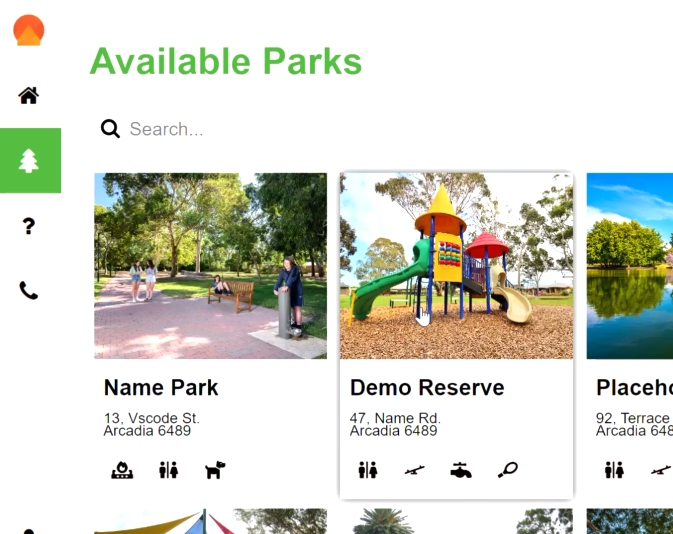 Available Parks
?
Search...
Name Park
13, Vscode St.
Arcadia 6489
Demo Reserve
47, Name Rd.
Arcadia 6489
Placeho
92, Terrace
Arcadia 648